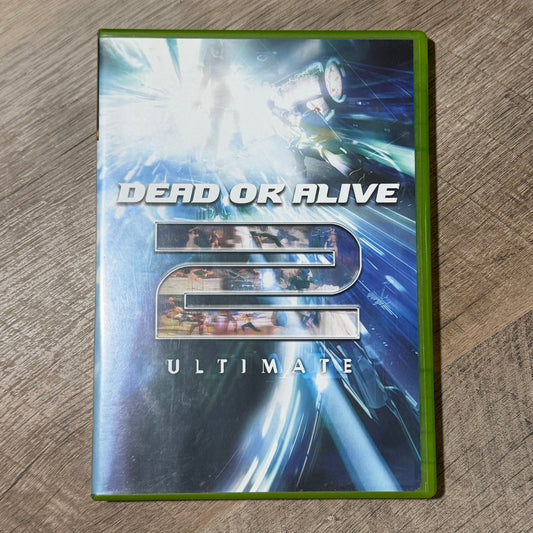 DEAD OR ALIVE
2
ULTIMATE